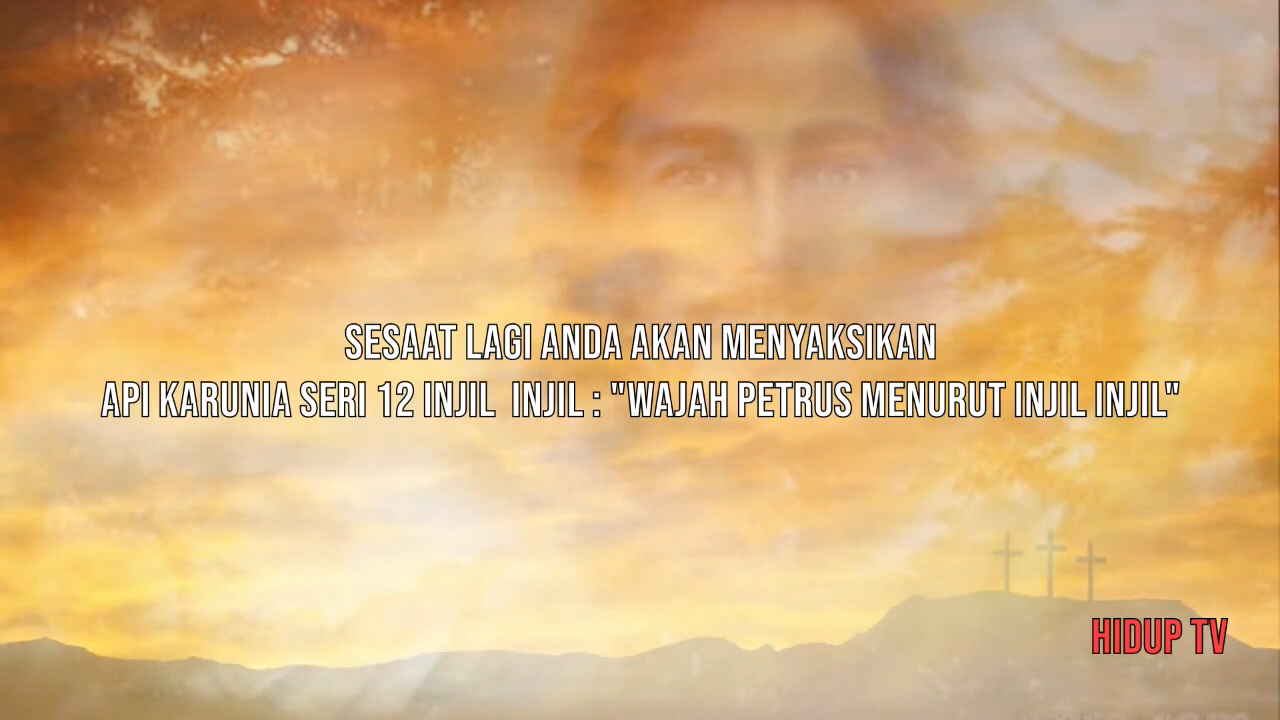 SESAAT LAGI ANDA AKAN MENYAKSIKAN
API KARUNIA SERI 12 INJIL  INJIL : "WAJAH PETRUS MENURUT INJIL INJIL"
HIDUP TV